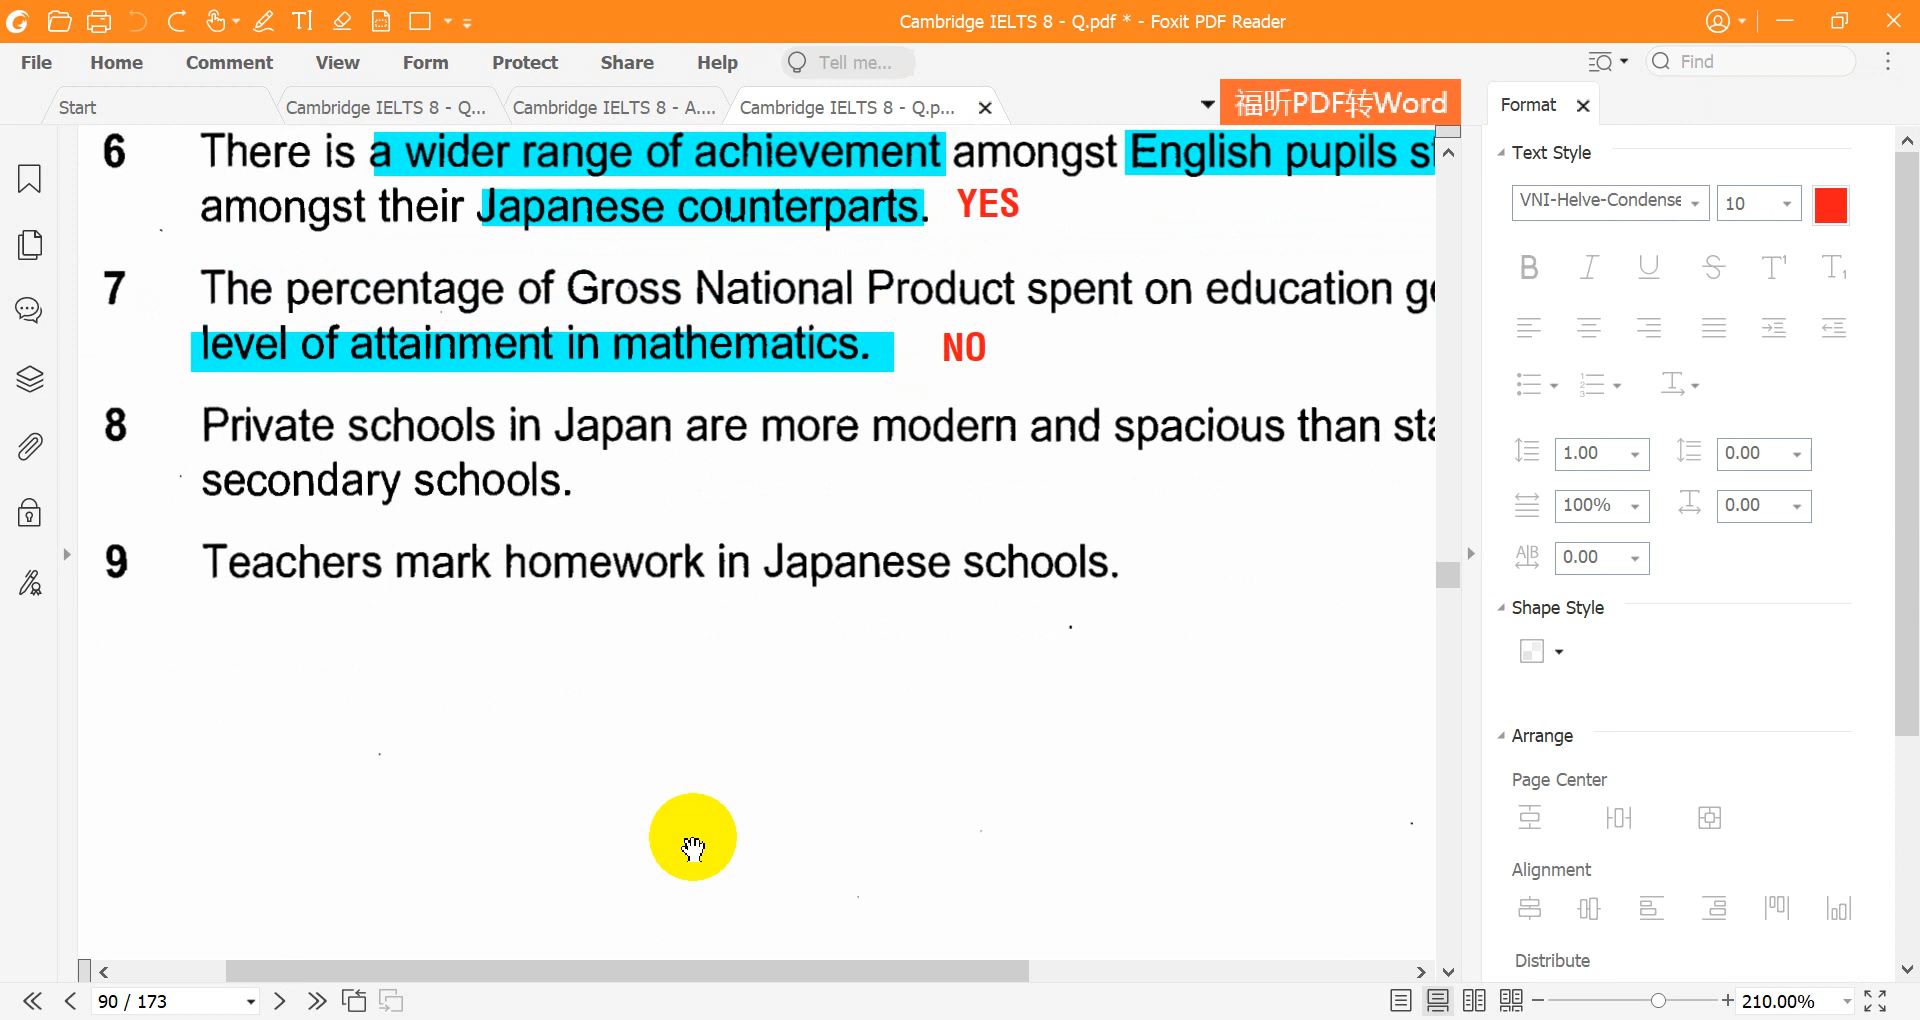 Cambridge IELTS 8 - Q.pdf * - Foxit PDF Reader
File Home Comment View Form Protect Share Help Tell me... Find
Start Cambridge IELTS 8 - Q... Cambridge IELTS 8 - A.... Cambridge IELTS 8 - Q.p... 福昕PDF转Word Format
6 There is a wider range of achievement amongst English pupils
amongst their Japanese counterparts. YES
7 The percentage of Gross National Product spent on education
level of attainment in mathematics. NO
8 Private schools in Japan are more modern and spacious than
secondary schools.
9 Teachers mark homework in Japanese schools.
Text Style
VNI-Helve-Condense 10
1.00 0.00
100% 0.00
0.00
Shape Style
Arrange
Page Center
Alignment
Distribute
90 / 173 210.00%